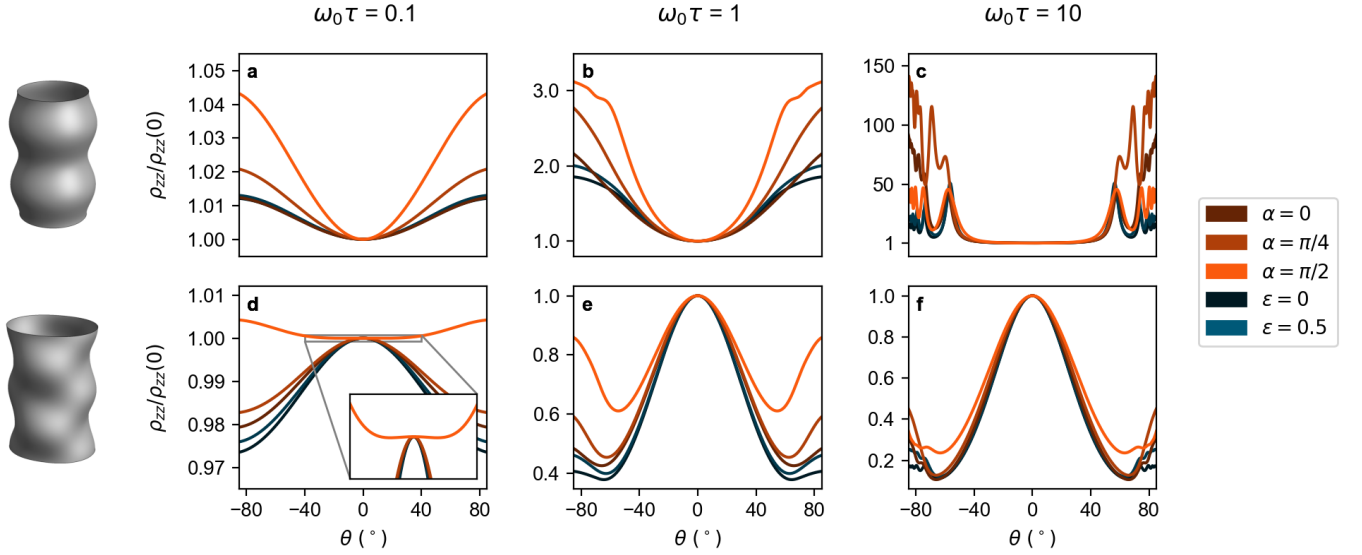 ω₀τ = 0.1
ω₀τ = 1
ω₀τ = 10
ρzz/ρzz(0)
a
1.05
1.04
1.03
1.02
1.01
1.00
b
3.0
2.0
1.0
c
150
100
50
1
α = 0
α = π/4
α = π/2
ε = 0
ε = 0.5
ρzz/ρzz(0)
d
1.01
1.00
0.99
0.98
0.97
−80 −40 0 40 80
θ (°)
e
1.0
0.8
0.6
0.4
−80 −40 0 40 80
θ (°)
f
1.0
0.8
0.6
0.4
0.2
−80 −40 0 40 80
θ (°)